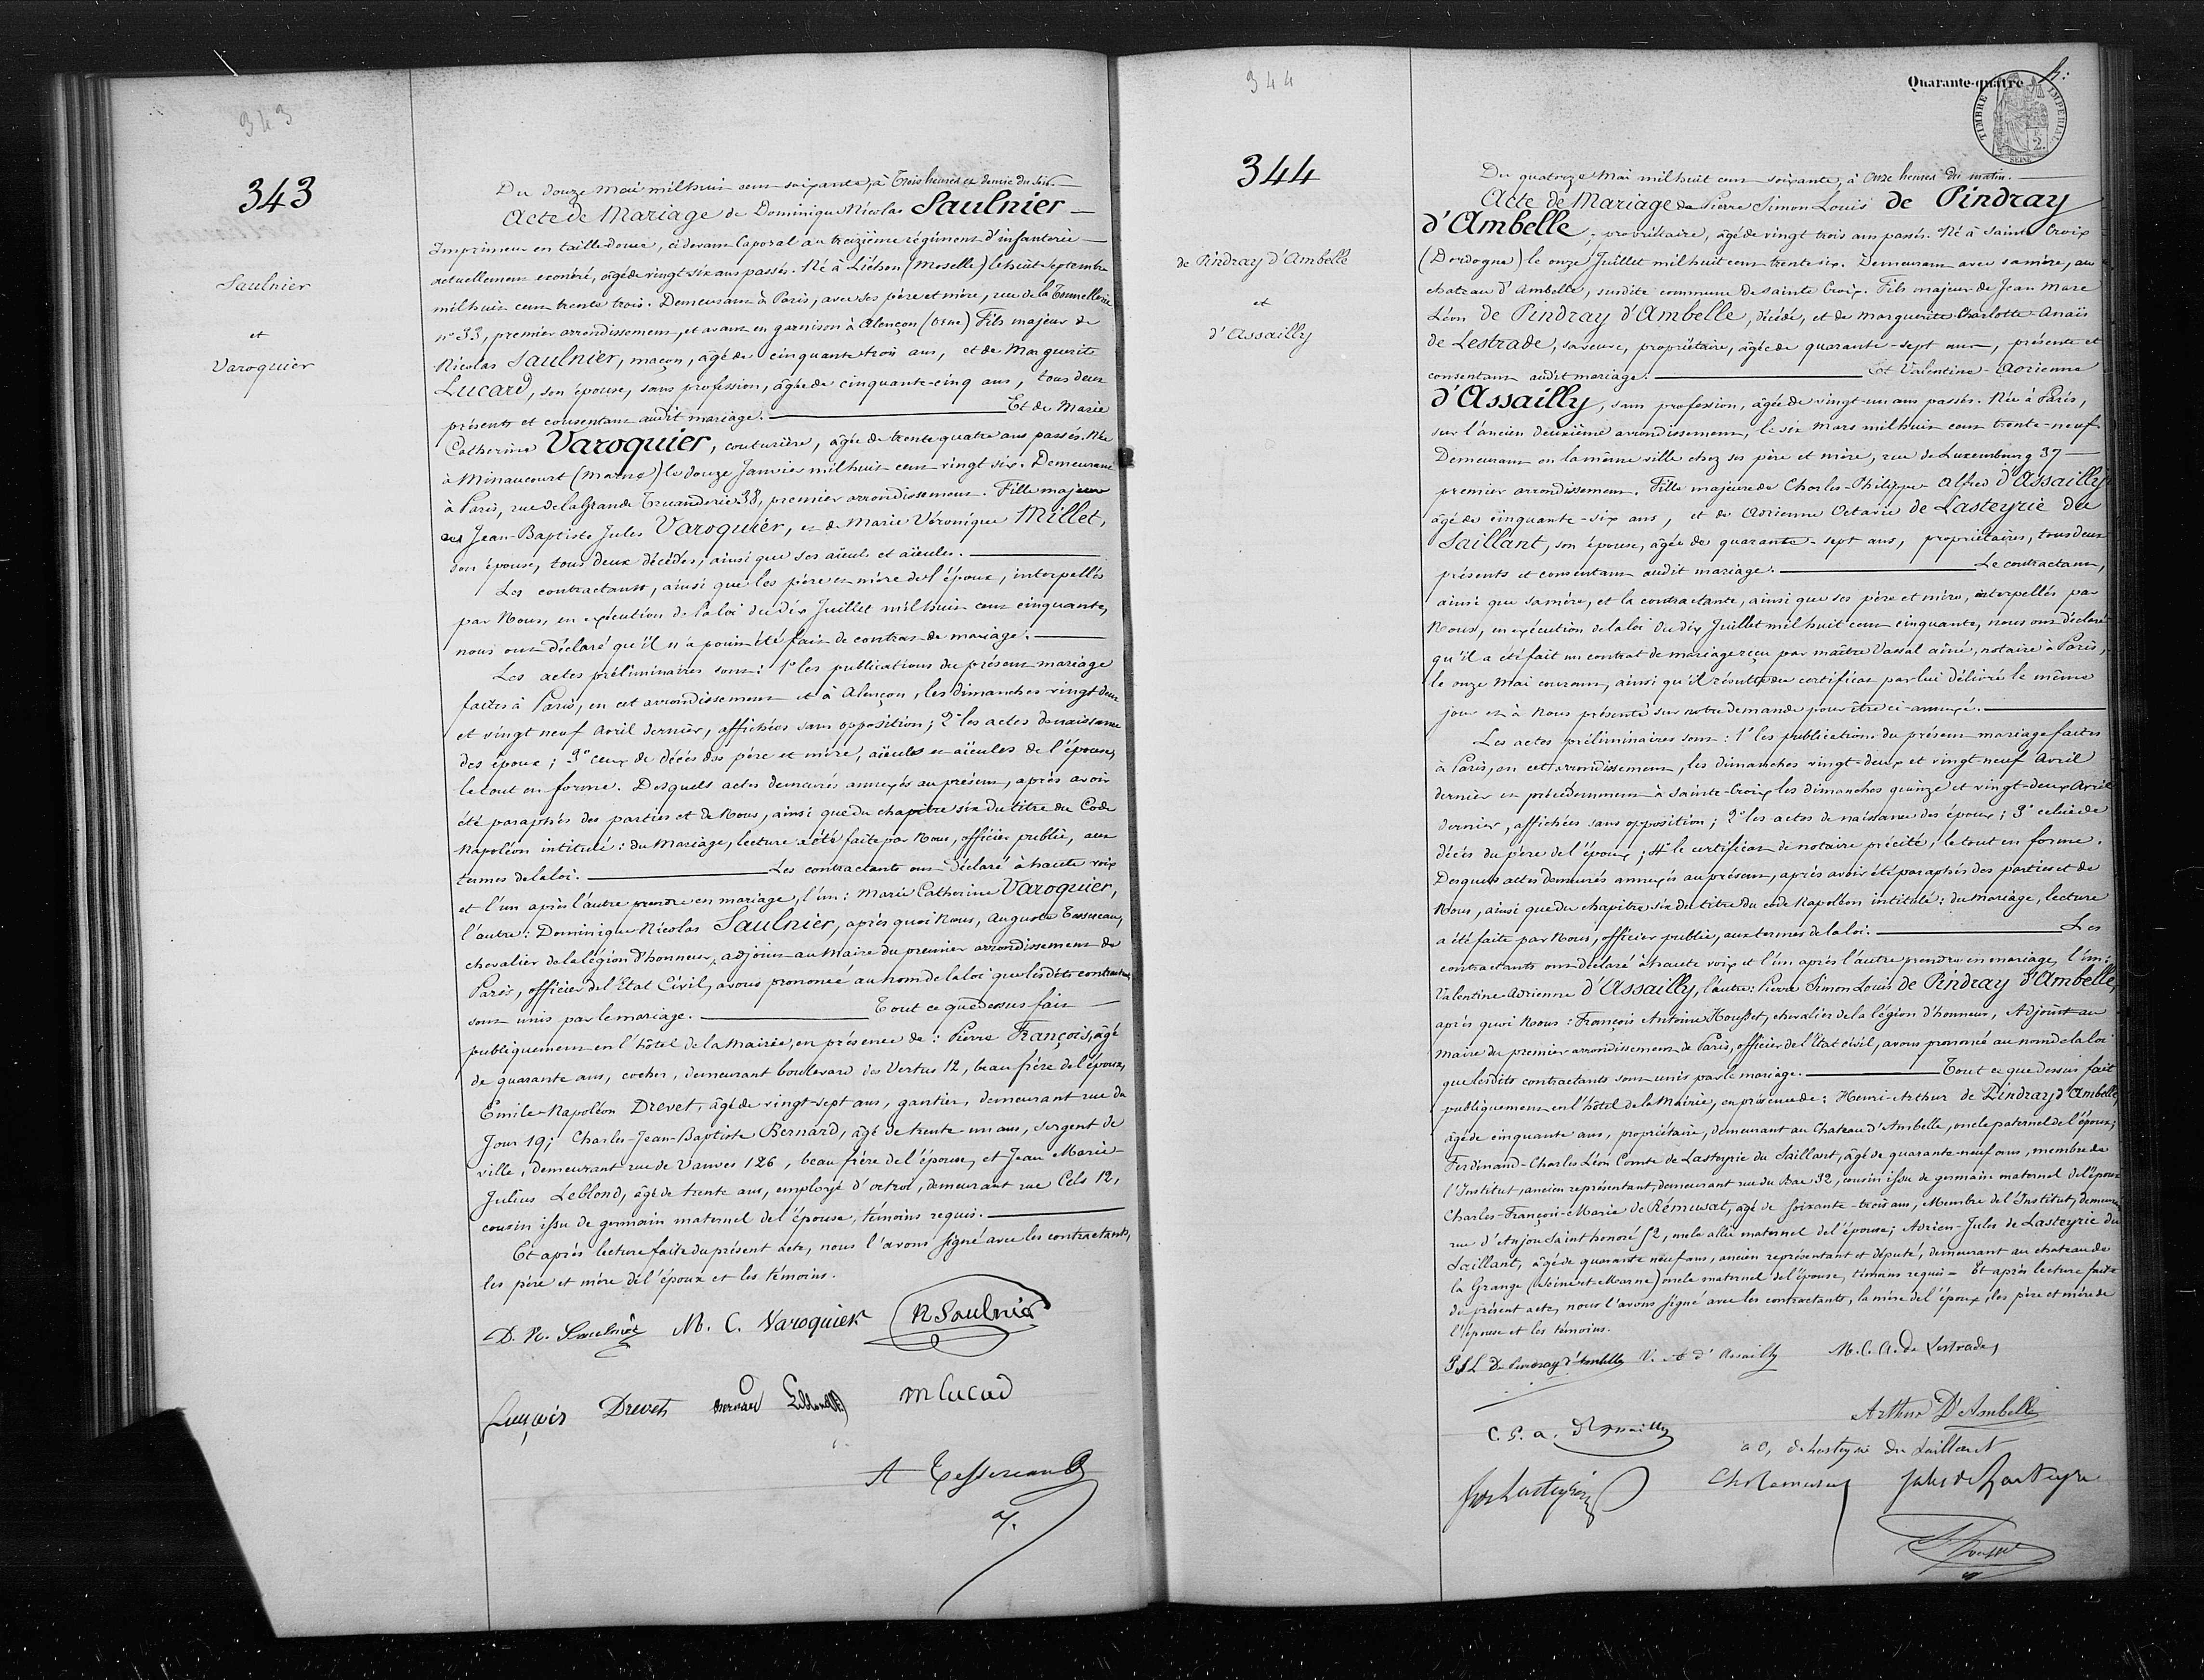 343
343
Saulnier
et
Varoquier
Du douze Mai mil huit cent soixante, à Trois heures et demie du soir.
Acte de Mariage de Dominique Nicolas Saulnier
Imprimeur en taille-douce, ci-devant Caporal au treizième régiment d'infanterie
actuellement exonéré, âgé de vingt-six ans passés. Né à Liéhon (Moselle) le huit Septembre
mil huit cent trente trois. Demeurant à Paris, avec ses père et mère, rue de la Tonnellerie
n° 33, premier arrondissement, et avant en garnison à Alençon (Orne) Fils majeur de
Nicolas Saulnier, maçon, âgé de cinquante trois ans, et de Marguerite
Lucard, son épouse, sans profession, âgée de cinquante-cinq ans, tous deux
présents et consentant audit mariage. Et de Marie
Catherine Varoquier, couturière, âgée de trente quatre ans passés. Née
à Minaucourt (Marne) le douze Janvier mil huit cent vingt six. Demeurant
à Paris, rue de la Grande Truanderie 38, premier arrondissement. Fille majeure
de Jean-Baptiste Jules Varoquier, et de Marie Véronique Millet,
son épouse, tous deux décédés, ainsi que ses aïeuls et aïeules.
Les contractants, ainsi que les père et mère de l'époux, interpellés
par Nous, en exécution de la loi du dix Juillet mil huit cent cinquante,
nous ont déclaré qu'il n'a point été fait de contrat de mariage.
Les actes préliminaires sont: 1° les publications du présent mariage
faites à Paris, en cet arrondissement et à Alençon, les dimanches vingt deux
et vingt neuf Avril dernier, affichées sans opposition; 2° les actes de naissance
des époux; 3° ceux de décès des père et mère, aïeuls et aïeules de l'épouse,
le tout en forme. Desquels actes demeurés annexés au présent, après avoir
été paraphés des parties et de Nous, ainsi que du chapitre six du titre du Code
Napoléon intitulé: du Mariage, lecture a été faite par Nous, officier public, aux
termes de la loi. Les contractants ont déclaré à haute voix
et l'un après l'autre prendre en mariage, l'un: Marie Catherine Varoquier,
l'autre: Dominique Nicolas Saulnier, après quoi Nous, Auguste Tessereau,
chevalier de la légion d'honneur, adjoint au Maire du premier arrondissement de
Paris, officier de l'Etat Civil, avons prononcé au nom de la loi que lesdits contractants
sont unis par le mariage. Tout ce que dessus fait
publiquement en l'hôtel de la Mairie, en présence de: Pierre François, âgé
de quarante ans, cocher, demeurant boulevard des Vertus 12, beau frère de l'époux,
Emile-Napoléon Drevet, âgé de vingt-sept ans, gantier, demeurant rue du
Jour 19; Charles-Jean-Baptiste Bernard, âgé de trente-un ans, sergent de
ville, demeurant rue de Vanves 126, beau frère de l'épouse, et Jean Marie-
Julius Leblond, âgé de trente ans, employé d'octroi, demeurant rue Cels 12,
cousin issu de germain maternel de l'épouse, témoins requis.
Et après lecture faite du présent acte, nous l'avons signé avec les contractants,
les père et mère de l'époux et les témoins.
D. N. Saulnier M. C. Varoquier N Saulnier
François Drevet Bernard Leblond m lucard
A Tessereau
344
344
de Pindray d'Ambelle
et
d'Assailly
Quarante-quatre
TIMBRE IMPERIAL
2.
SEINE
Du quatorze Mai mil huit cent soixante, à Onze heures du matin.
Acte de Mariage de Pierre Simon Louis de Pindray
d'Ambelle, propriétaire, âgé de vingt trois ans passés. Né à Sainte Croix
(Dordogne) le onze Juillet mil huit cent trente six. Demeurant avec sa mère, au
chateau d'Ambelle, susdite commune de Sainte Croix. Fils majeur de Jean Marc
Léon de Pindray d'Ambelle, décédé, et de Marguerite Charlotte-Anaïs
de Lestrade, sa veuve, propriétaire, âgée de quarante-sept ans, présente et
consentant audit mariage. Et Valentine-Adrienne
d'Assailly, sans profession, âgée de vingt-un ans passés. Née à Paris,
sur l'ancien deuxième arrondissement, le six Mars mil huit cent trente-neuf.
Demeurant en la même ville chez ses père et mère, rue de Luxembourg 37
premier arrondissement. Fille majeure de Charles-Philippe-Alfred d'Assailly
âgé de cinquante-six ans, et de Adrienne Octavie de Lasteyrie du
Saillant, son épouse, âgée de quarante-sept ans, propriétaires, tous deux
présents et consentant audit mariage. Le contractant,
ainsi que sa mère, et la contractante, ainsi que ses père et mère, interpellés par
Nous, en exécution de la loi du dix Juillet mil huit cent cinquante, nous ont déclaré
qu'il a été fait un contrat de mariage reçu par maître Vassal aîné, notaire à Paris,
le onze Mai courant, ainsi qu'il résulte du certificat par lui délivré le même
jour et à Nous présenté sur notre demande pour être ci-annexé.
Les actes préliminaires sont: 1° les publications du présent mariage faites
à Paris, en cet arrondissement, les dimanches vingt-deux et vingt-neuf Avril
dernier et précédemment à Sainte-Croix les dimanches quinze et vingt-deux Avril
dernier, affichées sans opposition; 2° les actes de naissance des époux; 3° celui de
décès du père de l'époux; 4° le certificat de notaire précité, le tout en forme.
Desquels actes demeurés annexés au présent, après avoir été paraphés des parties et de
Nous, ainsi que du chapitre six du titre du code Napoléon intitulé: du mariage, lecture
a été faite par Nous, officier public, aux termes de la loi. Les
contractants ont déclaré à haute voix et l'un après l'autre prendre en mariage, l'un:
Valentine Adrienne d'Assailly, l'autre: Pierre Simon Louis de Pindray d'Ambelle,
après quoi Nous: François Antoine Housset, chevalier de la légion d'honneur, Adjoint au
maire du premier arrondissement de Paris, officier de l'Etat civil, avons prononcé au nom de la loi
que lesdits contractants sont unis par le mariage. Tout ce que dessus fait
publiquement en l'hôtel de la Mairie, en présence de: Henri-Arthur de Pindray d'Ambelle,
âgé de cinquante ans, propriétaire, demeurant au Chateau d'Ambelle, oncle paternel de l'époux;
Ferdinand-Charles Léon Comte de Lasteyrie du Saillant, âgé de quarante-neuf ans, membre de
l'Institut, ancien représentant, demeurant rue du Bac 32, cousin issu de germain maternel de l'épouse
Charles-François-Marie de Rémusat, âgé de soixante-trois ans, Membre de l'Institut, demeurant
rue d'Anjou Saint honoré 52, oncle allié maternel de l'épouse; Adrien-Jules de Lasteyrie du
Saillant, âgé de quarante neuf ans, ancien représentant et député, demeurant au chateau de
la Grange (Seine et Marne) oncle maternel de l'épouse, témoins requis = Et après lecture faite
du présent acte, nous l'avons signé avec les contractants, la mère de l'époux, les père et mère de
l'épouse et les témoins.
P S L De Pindray d'Ambelle V. A d'Assailly M. C. A. de Lestrade
Arthur D'Ambelle
C. P. a. d'Assailly
a o, de Lasteyrie du Saillant
Ch Rémusat Jules de Lasteyrie